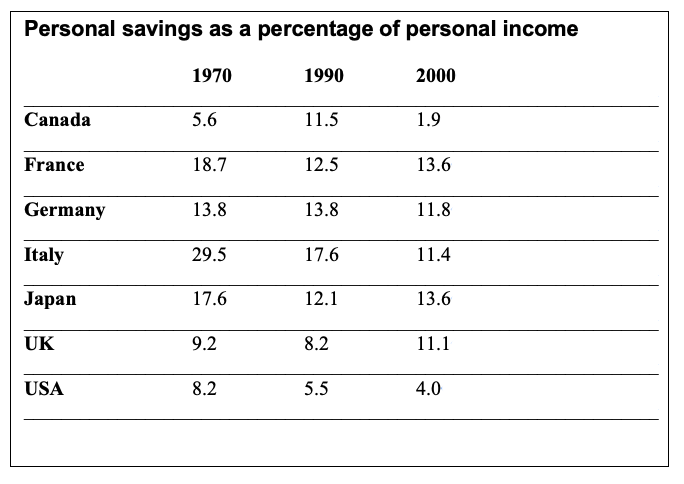 Personal savings as a percentage of personal income
1970 1990 2000
Canada 5.6 11.5 1.9
France 18.7 12.5 13.6
Germany 13.8 13.8 11.8
Italy 29.5 17.6 11.4
Japan 17.6 12.1 13.6
UK 9.2 8.2 11.1
USA 8.2 5.5 4.0